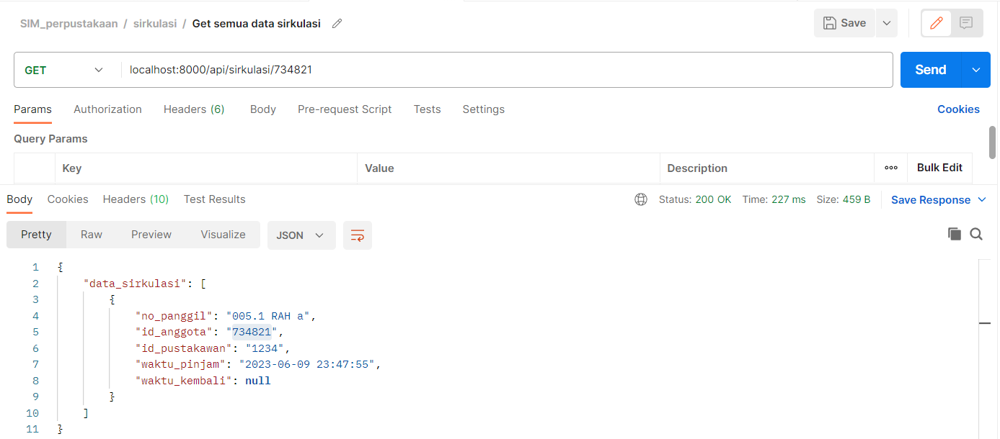 SIM_perpustakaan / sirkulasi / Get semua data sirkulasi
Save
GET
localhost:8000/api/sirkulasi/734821
Send
Params Authorization Headers (6) Body Pre-request Script Tests Settings Cookies
Query Params
Key Value Description Bulk Edit
Body Cookies Headers (10) Test Results Status: 200 OK Time: 227 ms Size: 459 B Save Response
Pretty Raw Preview Visualize JSON
1 {
2 "data_sirkulasi": [
3 {
4 "no_panggil": "005.1 RAH a",
5 "id_anggota": "734821",
6 "id_pustakawan": "1234",
7 "waktu_pinjam": "2023-06-09 23:47:55",
8 "waktu_kembali": null
9 }
10 ]
11 }